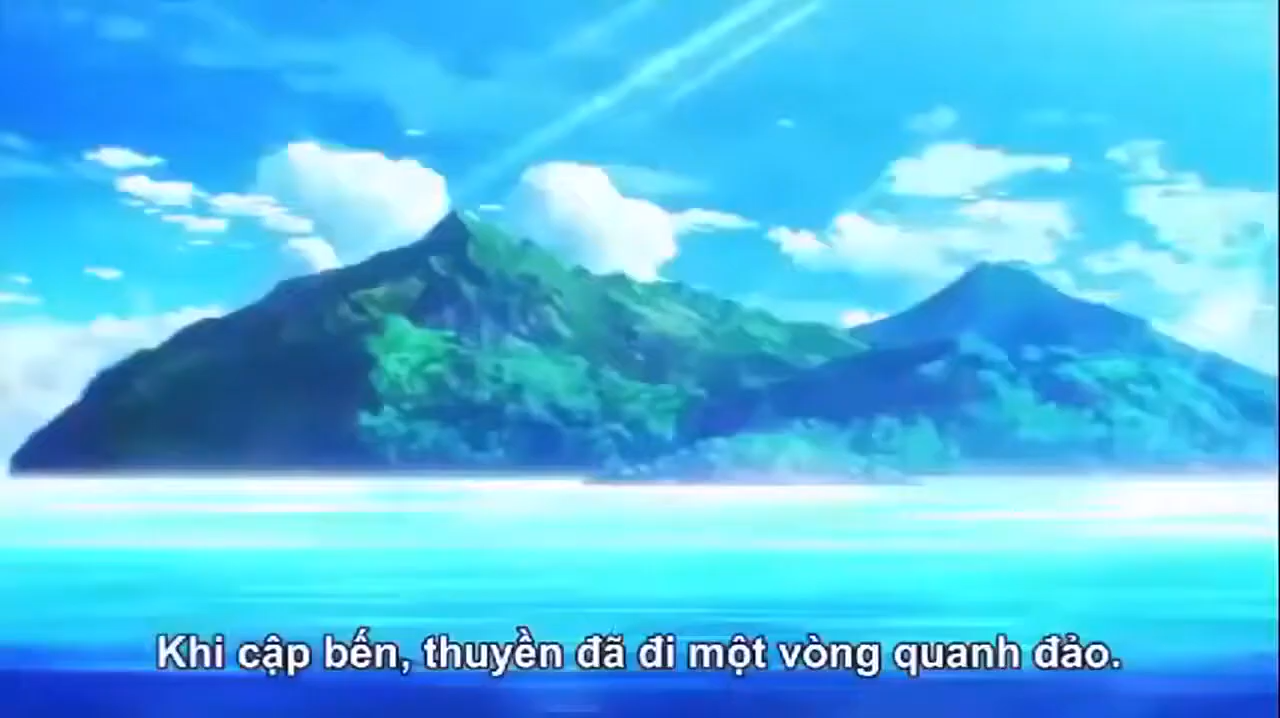 Khi cập bến, thuyền đã đi một vòng quanh đảo.